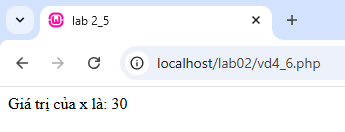 lab 2_5
localhost/lab02/vd4_6.php
Giá trị của x là: 30